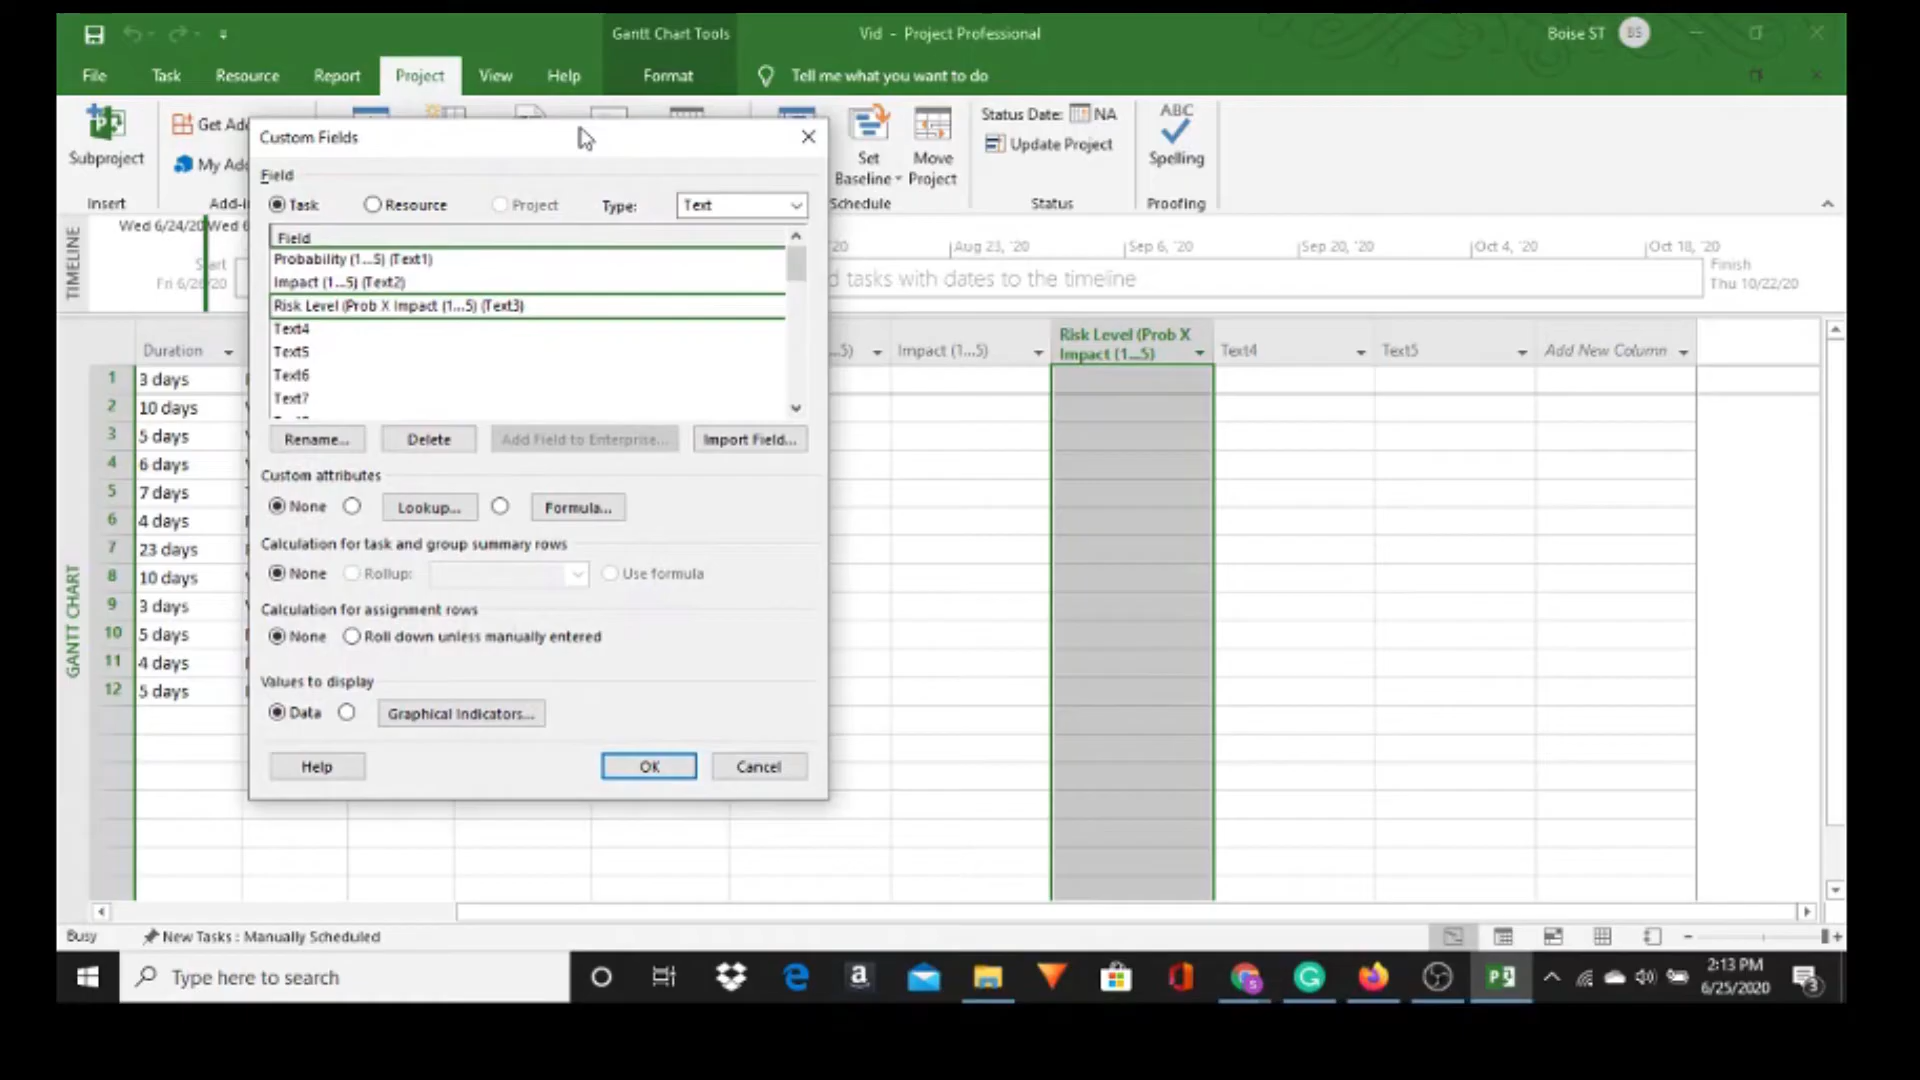 Gantt Chart Tools
Vid - Project Professional
Boise ST
BS
File
Task
Resource
Report
Project
View
Help
Format
Tell me what you want to do
Subproject
Insert
Get Add
My Add
Add-in
Set
Baseline
Move
Project
Schedule
Status Date:
NA
Update Project
Status
ABC
Spelling
Proofing
Custom Fields
Field
Task
Resource
Project
Type:
Text
Field
Probability (1...5) (Text1)
Impact (1...5) (Text2)
Risk Level (Prob X Impact (1...5) (Text3)
Text4
Text5
Text6
Text7
Rename...
Delete
Add Field to Enterprise...
Import Field...
Custom attributes
None
Lookup...
Formula...
Calculation for task and group summary rows
None
Rollup:
Use formula
Calculation for assignment rows
None
Roll down unless manually entered
Values to display
Data
Graphical Indicators...
Help
OK
Cancel
TIMELINE
Wed 6/24/20
Wed 6
Start
Fri 6/26/20
'20
Aug 23, '20
Sep 6, '20
Sep 20, '20
Oct 4, '20
Oct 18, '20
d tasks with dates to the timeline
Finish
Thu 10/22/20
GANTT CHART
Duration
...5)
Impact (1...5)
Risk Level (Prob X
Impact (1...5)
Text4
Text5
Add New Column
1 3 days
2 10 days
3 5 days
4 6 days
5 7 days
6 4 days
7 23 days
8 10 days
9 3 days
10 5 days
11 4 days
12 5 days
Busy
New Tasks : Manually Scheduled
Type here to search
2:13 PM
6/25/2020
3